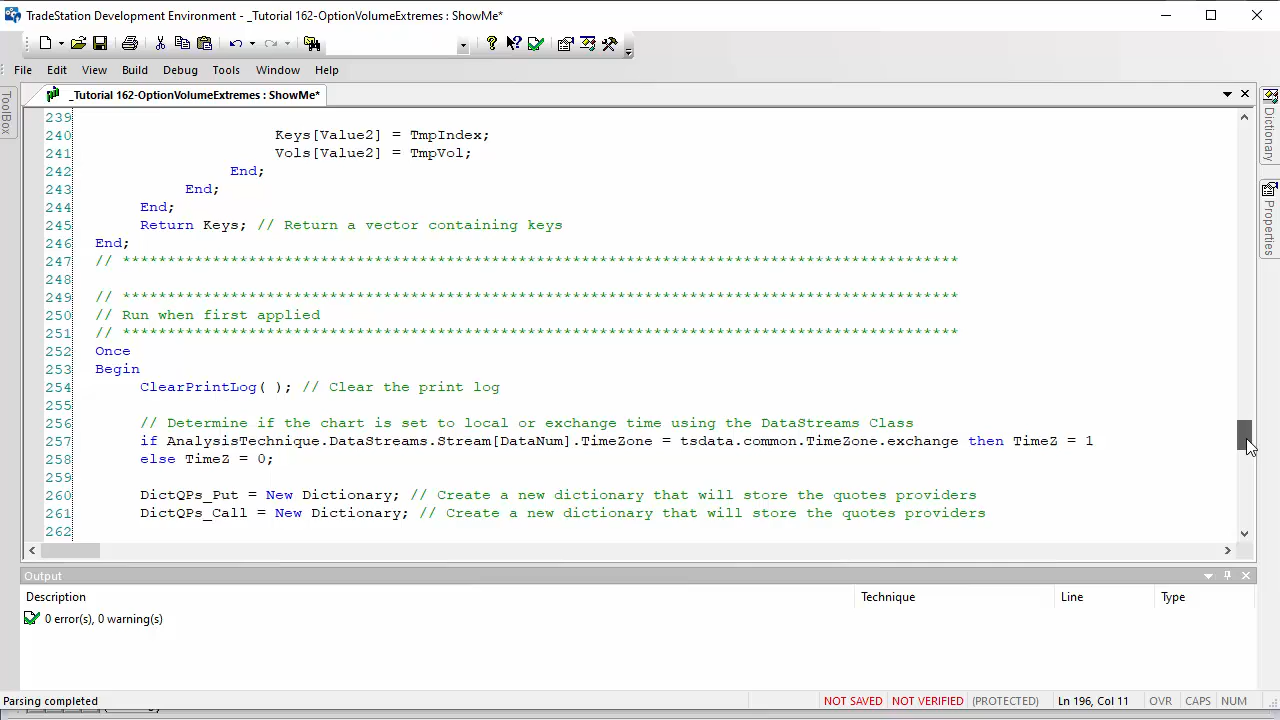 TradeStation Development Environment - _Tutorial 162-OptionVolumeExtremes : ShowMe*
File Edit View Build Debug Tools Window Help
ToolBox
_Tutorial 162-OptionVolumeExtremes : ShowMe*
Dictionary
Properties
239
240 Keys[Value2] = TmpIndex;
241 Vols[Value2] = TmpVol;
242 End;
243 End;
244 End;
245 Return Keys; // Return a vector containing keys
246 End;
247 // *********************************************************************************************
248
249 // *********************************************************************************************
250 // Run when first applied
251 // *********************************************************************************************
252 Once
253 Begin
254 ClearPrintLog( ); // Clear the print log
255
256 // Determine if the chart is set to local or exchange time using the DataStreams Class
257 if AnalysisTechnique.DataStreams.Stream[DataNum].TimeZone = tsdata.common.TimeZone.exchange then TimeZ = 1
258 else TimeZ = 0;
259
260 DictQPs_Put = New Dictionary; // Create a new dictionary that will store the quotes providers
261 DictQPs_Call = New Dictionary; // Create a new dictionary that will store the quotes providers
262
Output
Description Technique Line Type
0 error(s), 0 warning(s)
Parsing completed NOT SAVED NOT VERIFIED (PROTECTED) Ln 196, Col 11 OVR CAPS NUM